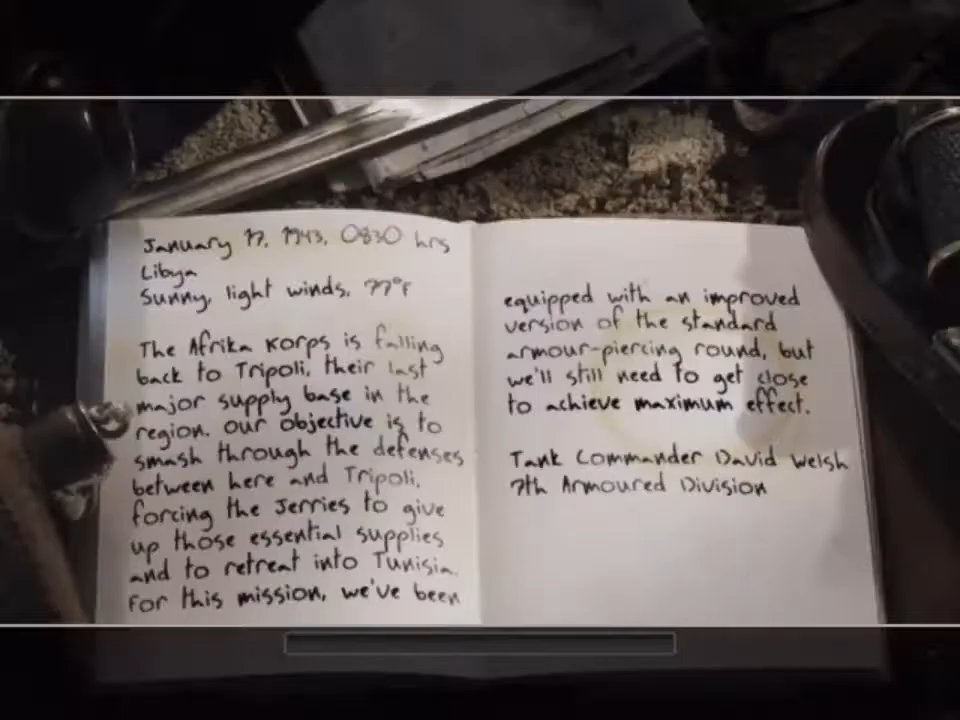 January 17, 1943, 0830 hrs
Libya
Sunny, light winds, 77°F
The Afrika Korps is falling
back to Tripoli, their last
major supply base in the
region. Our objective is to
smash through the defenses
between here and Tripoli,
forcing the Jerries to give
up those essential supplies
and to retreat into Tunisia.
For this mission, we've been
equipped with an improved
version of the standard
armour-piercing round, but
we'll still need to get close
to achieve maximum effect.
Tank Commander David Welsh
7th Armoured Division